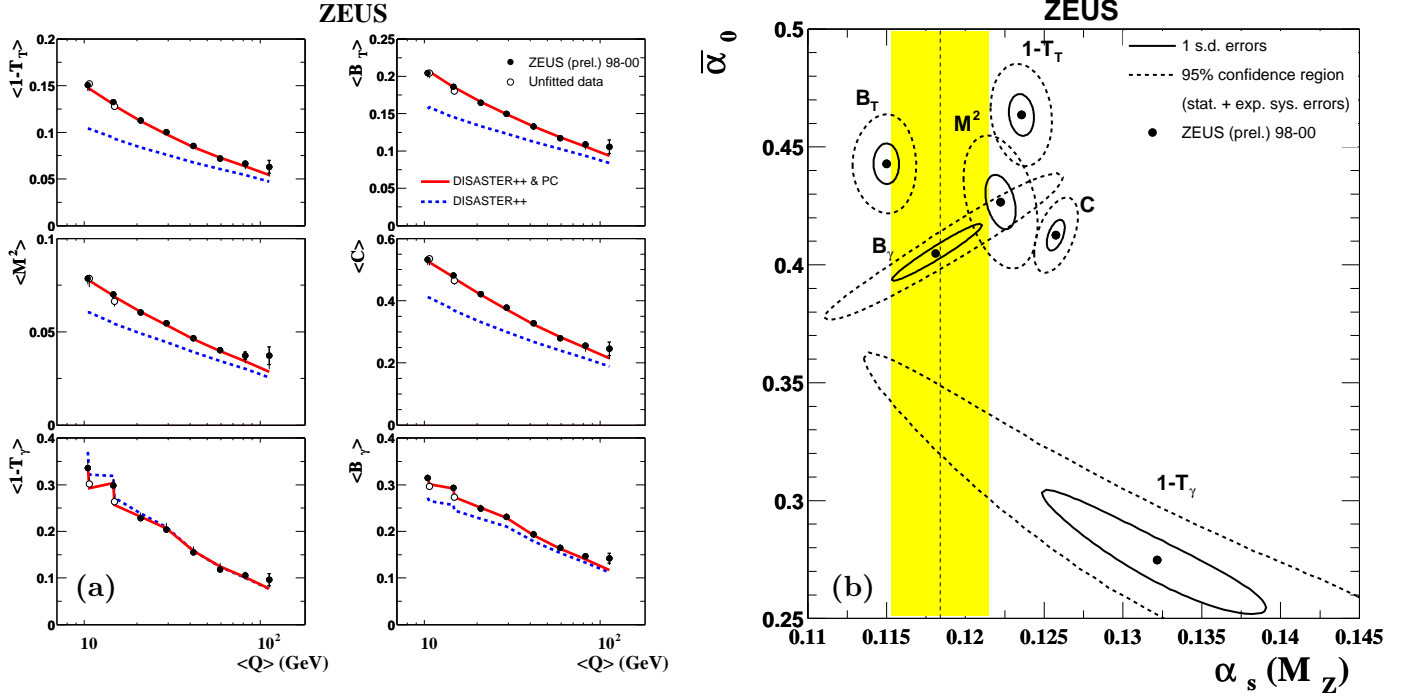 ZEUS
<1-T_T>
0.2
0.15
0.1
0.05
0
<B_T>
0.25
0.2
0.15
0.1
0.05
0
ZEUS (prel.) 98-00
Unfitted data
DISASTER++ & PC
DISASTER++
<M²>
0.1
0.05
0
<C>
0.6
0.4
0.2
0
<1-T_γ>
0.4
0.3
0.2
0.1
0
(a)
10
10²
<Q> (GeV)
<B_γ>
0.4
0.3
0.2
0.1
0
10
10²
<Q> (GeV)
ZEUS
α̅₀
0.5
0.45
0.4
0.35
0.3
0.25
1 s.d. errors
95% confidence region
(stat. + exp. sys. errors)
ZEUS (prel.) 98-00
1-T_T
B_T
M²
C
B_γ
1-T_γ
(b)
0.11
0.115
0.12
0.125
0.13
0.135
0.14
0.145
α_s (M_Z)